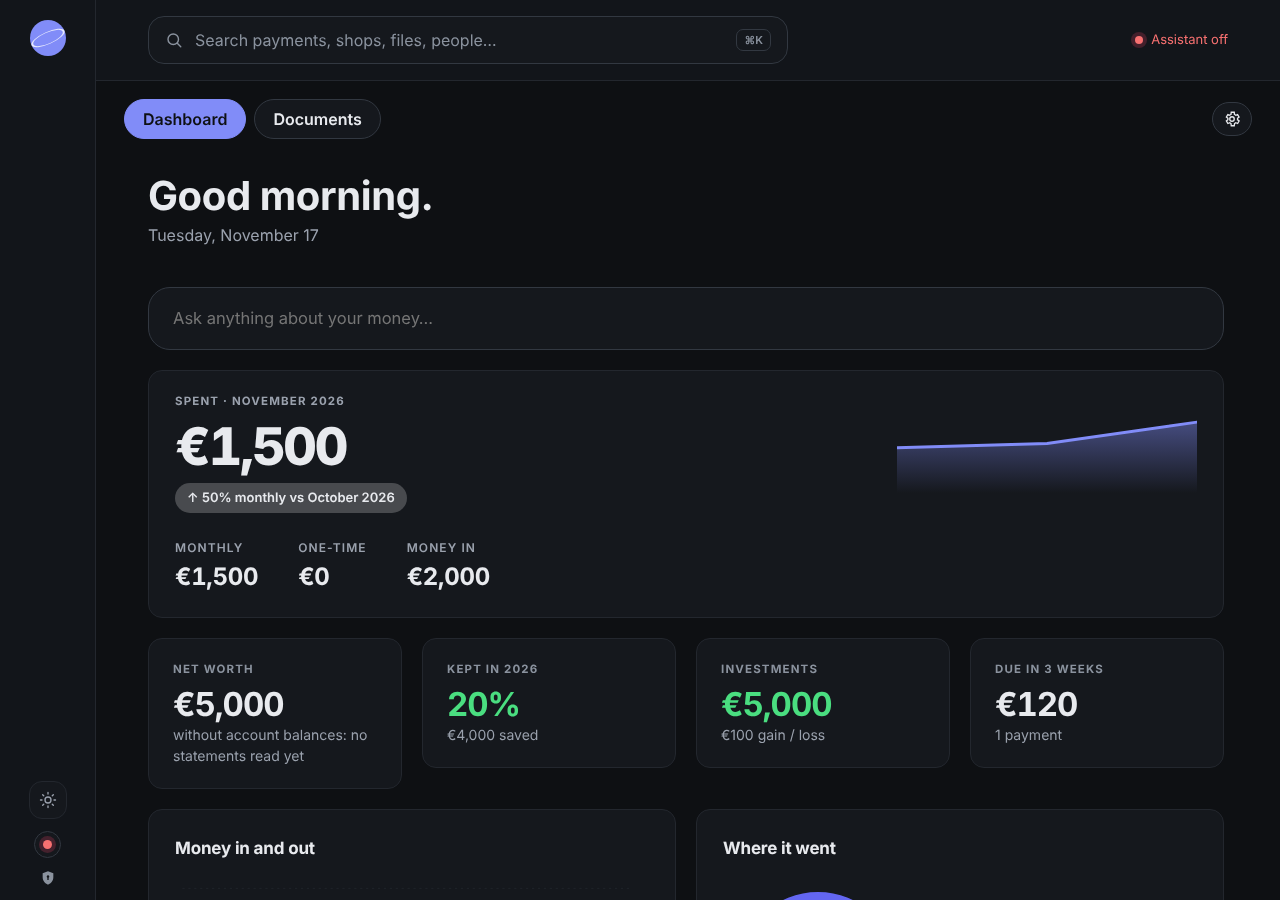 Search payments, shops, files, people...
⌘K
Assistant off
Dashboard
Documents
Good morning.
Tuesday, November 17
Ask anything about your money...
SPENT · NOVEMBER 2026
€1,500
↑ 50% monthly vs October 2026
MONTHLY
€1,500
ONE-TIME
€0
MONEY IN
€2,000
NET WORTH
€5,000
without account balances: no
statements read yet
KEPT IN 2026
20%
€4,000 saved
INVESTMENTS
€5,000
€100 gain / loss
DUE IN 3 WEEKS
€120
1 payment
Money in and out
Where it went